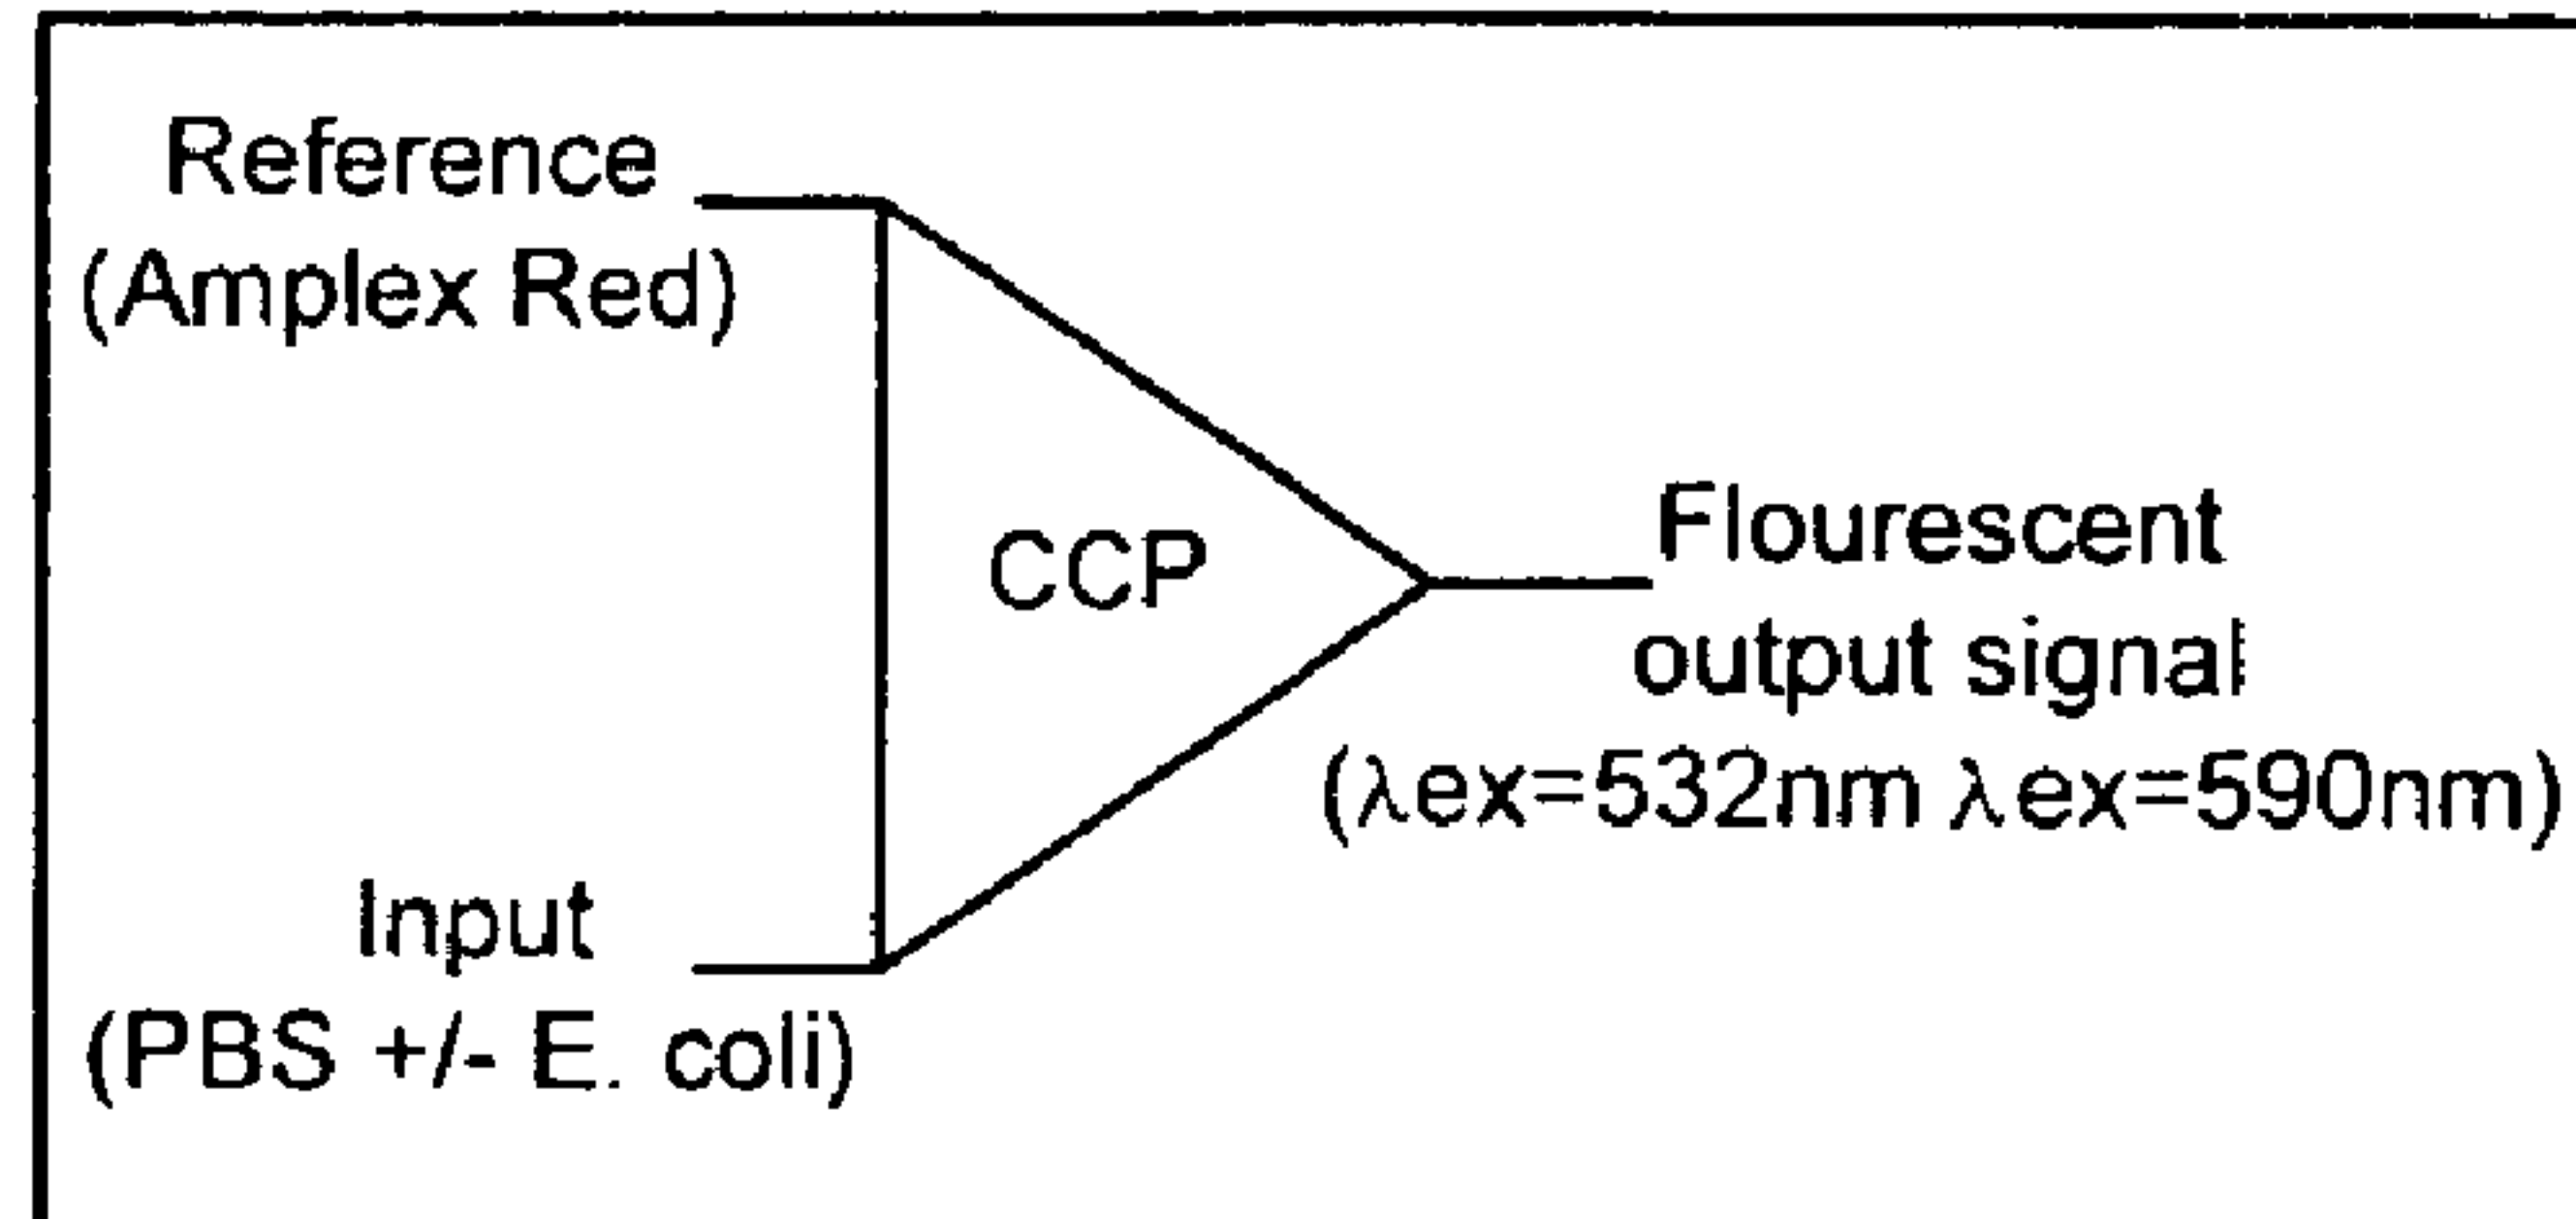 Reference
(Amplex Red)
CCP
Flourescent
output signal
(λex=532nm λex=590nm)
Input
(PBS +/- E. coli)